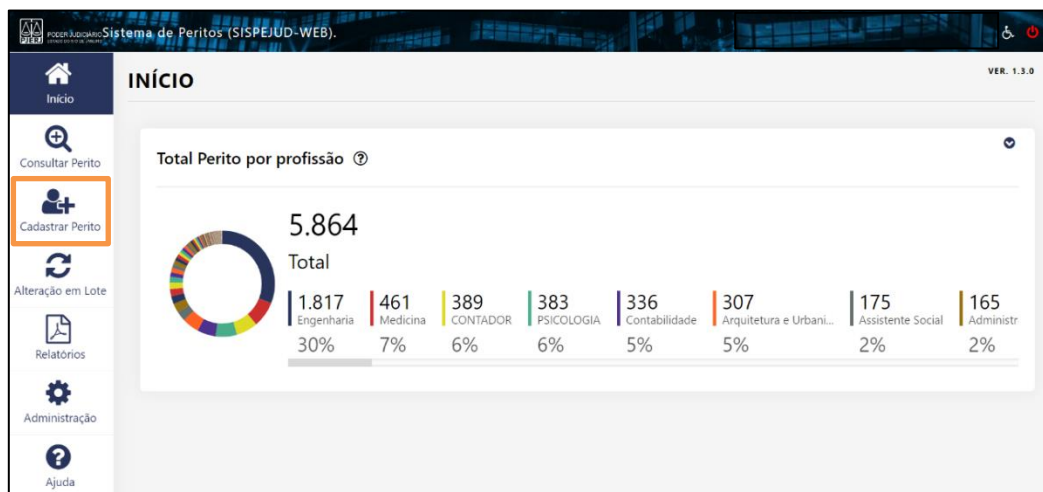 PODER JUDICIÁRIO Sistema de Peritos (SISPEJUD-WEB).
PJERJ
Início
Consultar Perito
Cadastrar Perito
Alteração em Lote
Relatórios
Administração
Ajuda
INÍCIO
VER. 1.3.0
Total Perito por profissão
5.864
Total
1.817 461 389 383 336 307 175 165
Engenharia Medicina CONTADOR PSICOLOGIA Contabilidade Arquitetura e Urbani... Assistente Social Administr
30% 7% 6% 6% 5% 5% 2% 2%